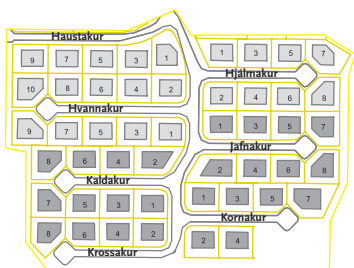 Haustakur
9 7 5 3 1
10 8 6 4 2
Hvannakur
9 7 5 3 1
8 6 4 2
Kaldakur
7 5 3 1
8 6 4 2
Krossakur
1 3 5 7
Hjálmakur
2 4 6 8
1 3 5 7
Jafnakur
2 4 6 8
1 3 5 7
Kornakur
2 4